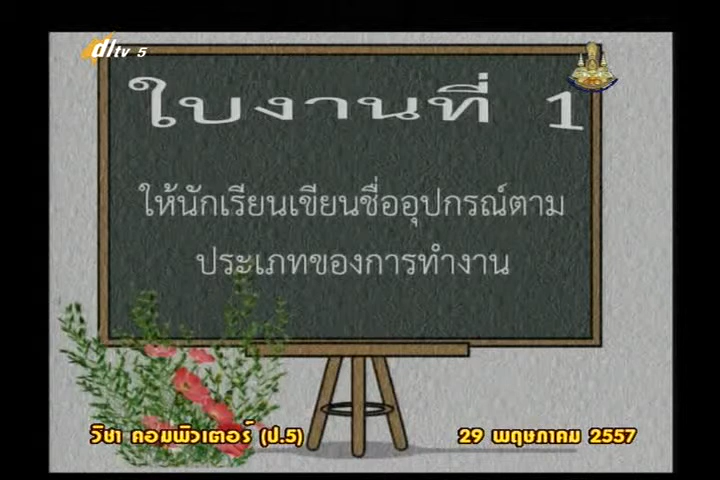 dltv 5
ใบงานที่ 1
ให้นักเรียนเขียนชื่ออุปกรณ์ตาม
ประเภทของการทำงาน
วิชา คอมพิวเตอร์ (ป.5) 29 พฤษภาคม 2557